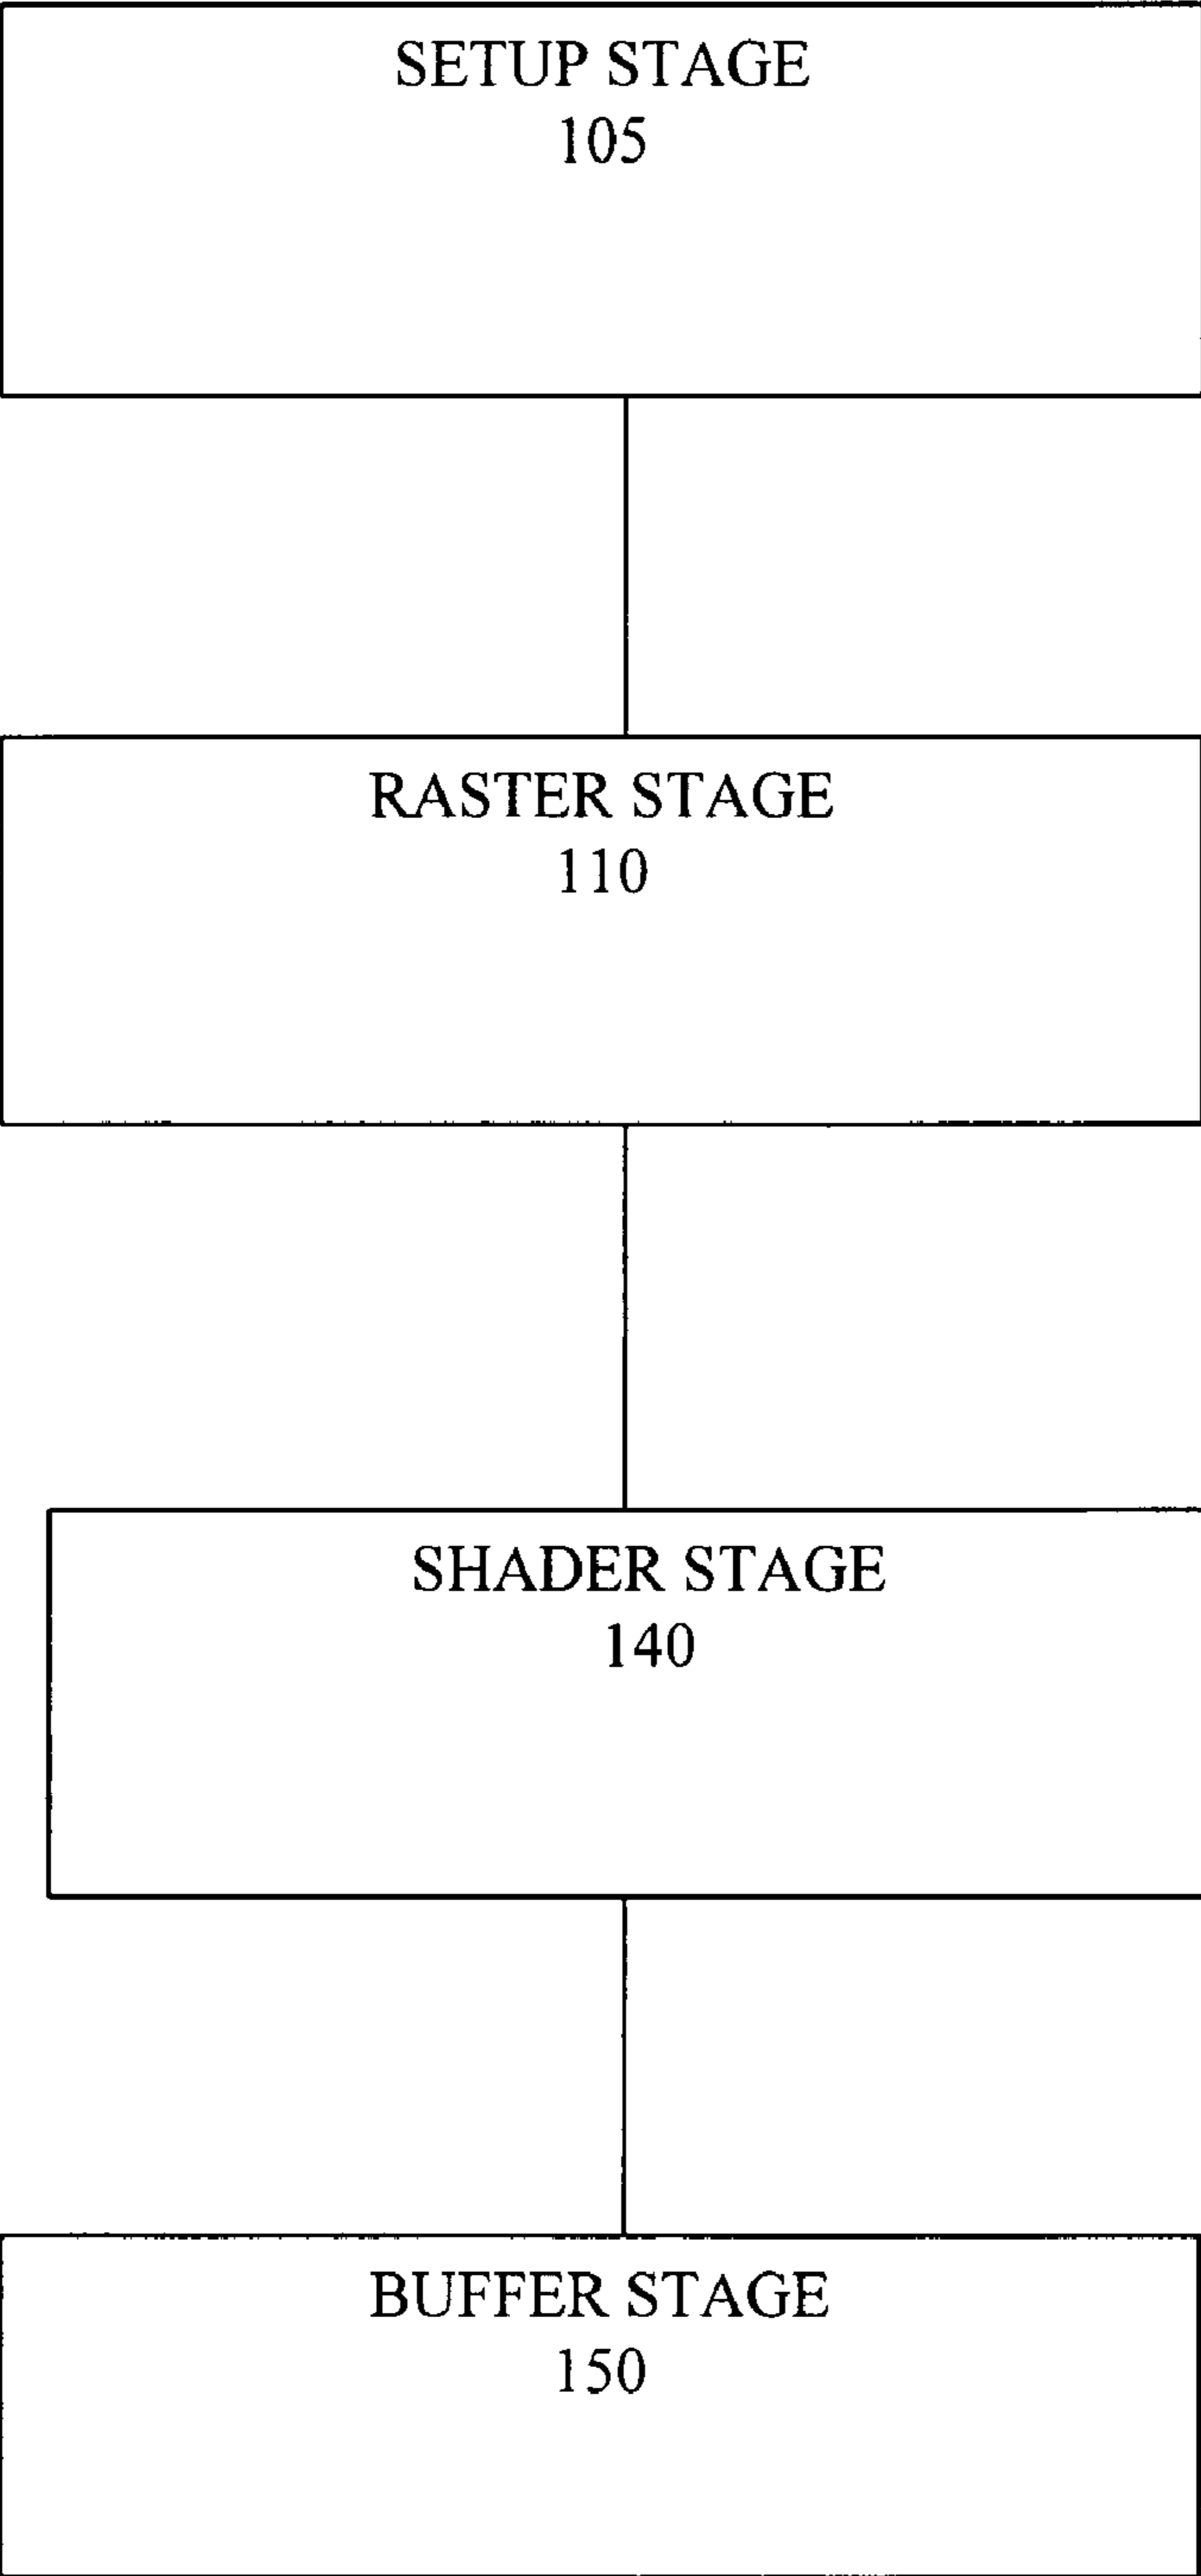 SETUP STAGE
105
RASTER STAGE
110
SHADER STAGE
140
BUFFER STAGE
150